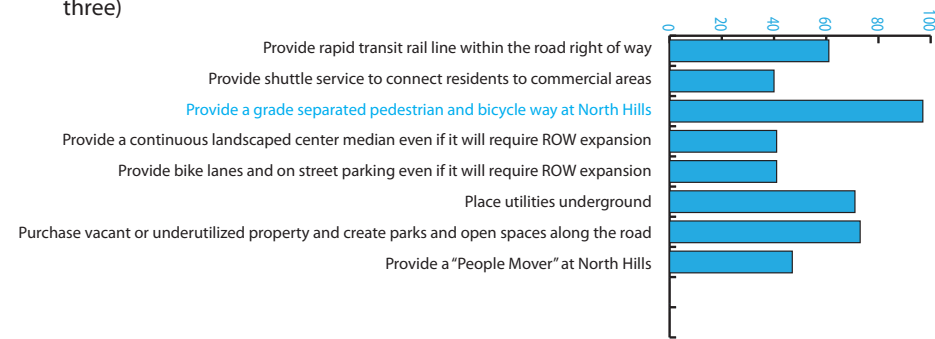 three)
0 20 40 60 80 100
Provide rapid transit rail line within the road right of way
Provide shuttle service to connect residents to commercial areas
Provide a grade separated pedestrian and bicycle way at North Hills
Provide a continuous landscaped center median even if it will require ROW expansion
Provide bike lanes and on street parking even if it will require ROW expansion
Place utilities underground
Purchase vacant or underutilized property and create parks and open spaces along the road
Provide a “People Mover” at North Hills